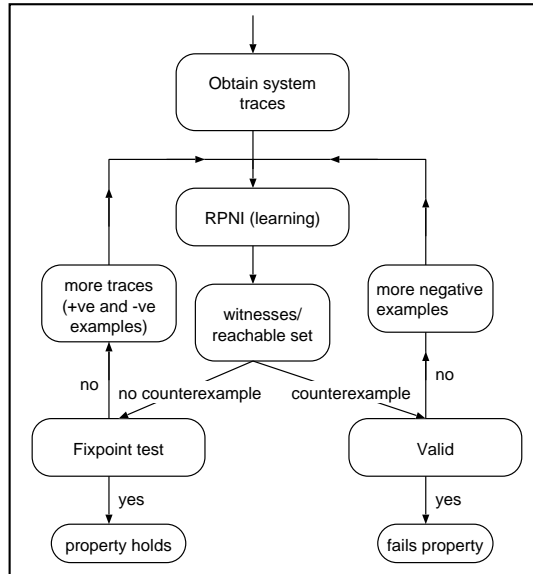 Obtain system
traces
RPNI (learning)
more traces
(+ve and -ve
examples)
witnesses/
reachable set
more negative
examples
no
no counterexample
counterexample
no
Fixpoint test
Valid
yes
yes
property holds
fails property